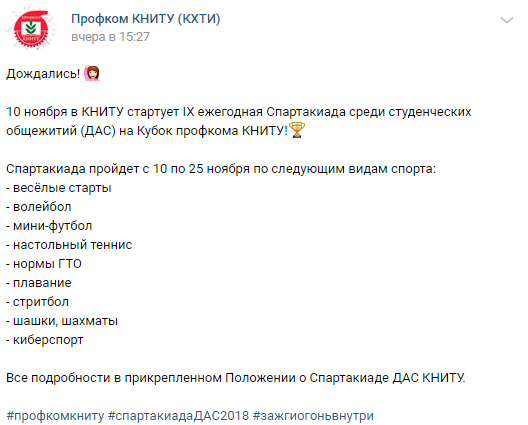 Профком КНИТУ (КХТИ)
вчера в 15:27
Дождались!
10 ноября в КНИТУ стартует IX ежегодная Спартакиада среди студенческих
общежитий (ДАС) на Кубок профкома КНИТУ!
Спартакиада пройдет с 10 по 25 ноября по следующим видам спорта:
- весёлые старты
- волейбол
- мини-футбол
- настольный теннис
- нормы ГТО
- плавание
- стритбол
- шашки, шахматы
- киберспорт
Все подробности в прикрепленном Положении о Спартакиаде ДАС КНИТУ.
#профкомкниту #спартакиадаДАС2018 #зажгиогоньвнутри